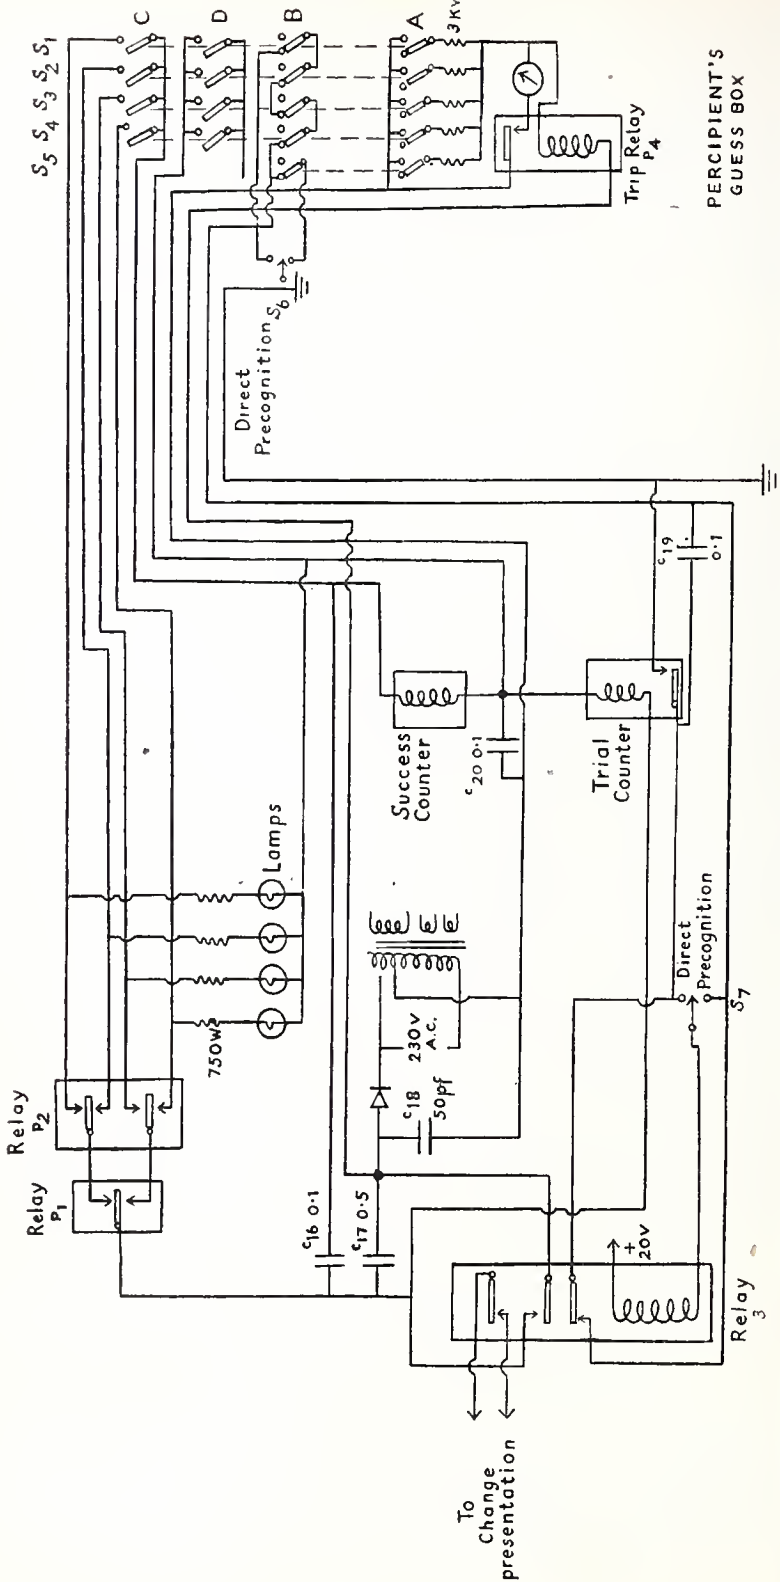 S1
S2
S3
S4
S5
C
D
B
A
3 KW
Trip Relay
P4
PERCIPIENT'S
GUESS BOX
Direct
Precognition S6
Relay
P2
Relay
P1
750W
Lamps
Success
Counter
C20 0·1
C19
0·1
Trial
Counter
230V
A.C.
C18
50pf
C16 0·1
C17 0·5
Direct
Precognition
S7
+
20V
Relay
3
To
Change
presentation